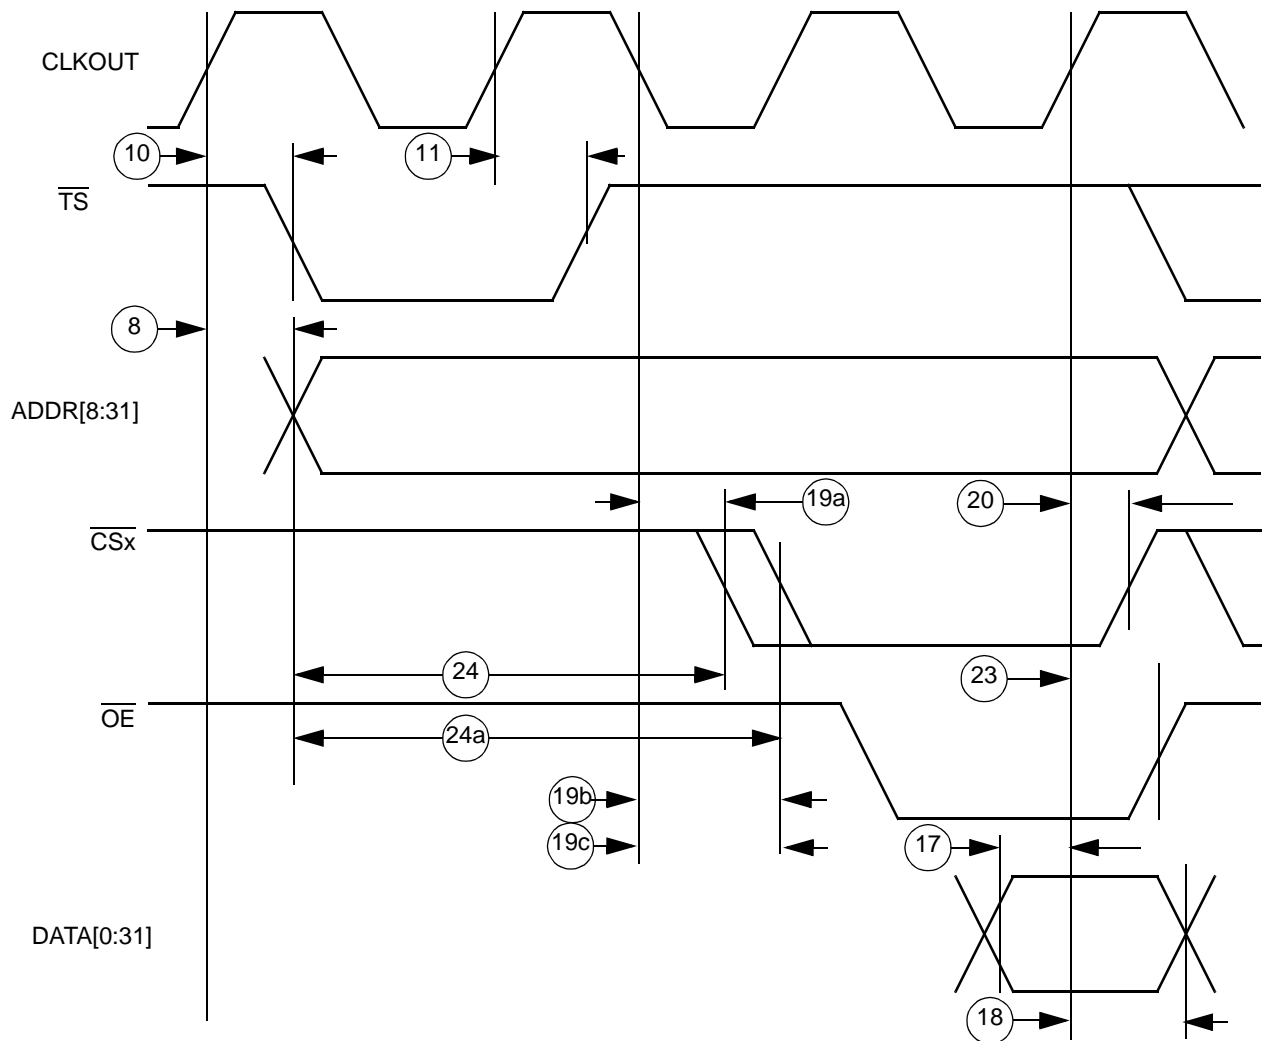 CLKOUT
10
11
TS
8
ADDR[8:31]
19a
20
CSx
24
23
OE
24a
19b
19c
17
DATA[0:31]
18